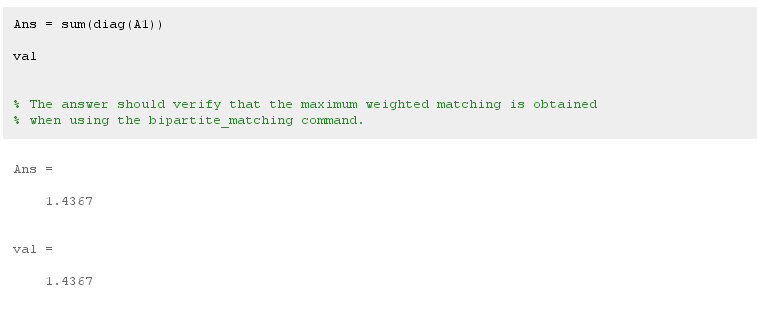 Ans = sum(diag(A1))
val
% The answer should verify that the maximum weighted matching is obtained
% when using the bipartite_matching command.
Ans =
1.4367
val =
1.4367